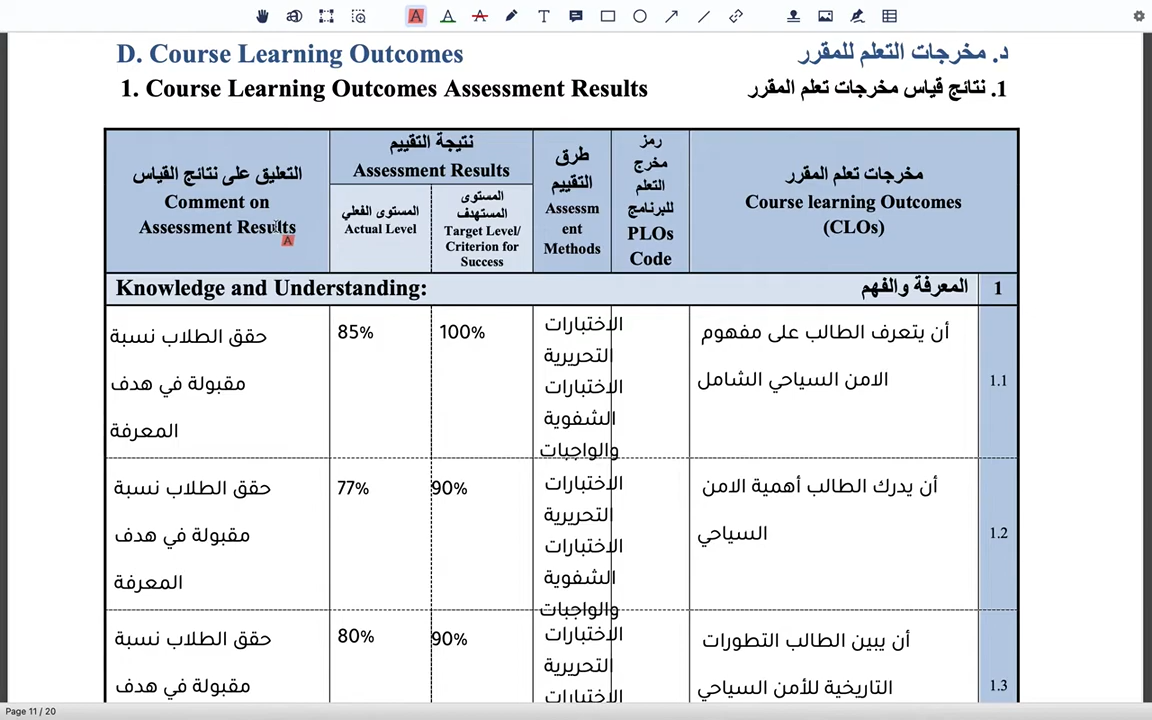 D. Course Learning Outcomes
د. مخرجات التعلم للمقرر
1. Course Learning Outcomes Assessment Results
1. نتائج قياس مخرجات تعلم المقرر
مخرجات تعلم المقرر
Course learning Outcomes
(CLOs)
رمز
مخرج
التعلم
للبرنامج
PLOs
Code
طرق
التقييم
Assessm
ent
Methods
نتيجة التقييم
Assessment Results
المستوى
المستهدف
Target Level/
Criterion for
Success
المستوى الفعلي
Actual Level
التعليق على نتائج القياس
Comment on
Assessment Results
1
المعرفة والفهم
Knowledge and Understanding:
1.1
أن يتعرف الطالب على مفهوم
الامن السياحي الشامل
الاختبارات
التحريرية
الاختبارات
الشفوية
والواجبات
100%
85%
حقق الطلاب نسبة
مقبولة في هدف
المعرفة
1.2
أن يدرك الطالب أهمية الامن
السياحي
الاختبارات
التحريرية
الاختبارات
الشفوية
والواجبات
90%
77%
حقق الطلاب نسبة
مقبولة في هدف
المعرفة
1.3
أن يبين الطالب التطورات
التاريخية للأمن السياحي
الاختبارات
التحريرية
الاختبارات
90%
80%
حقق الطلاب نسبة
مقبولة في هدف
Page 11 / 20